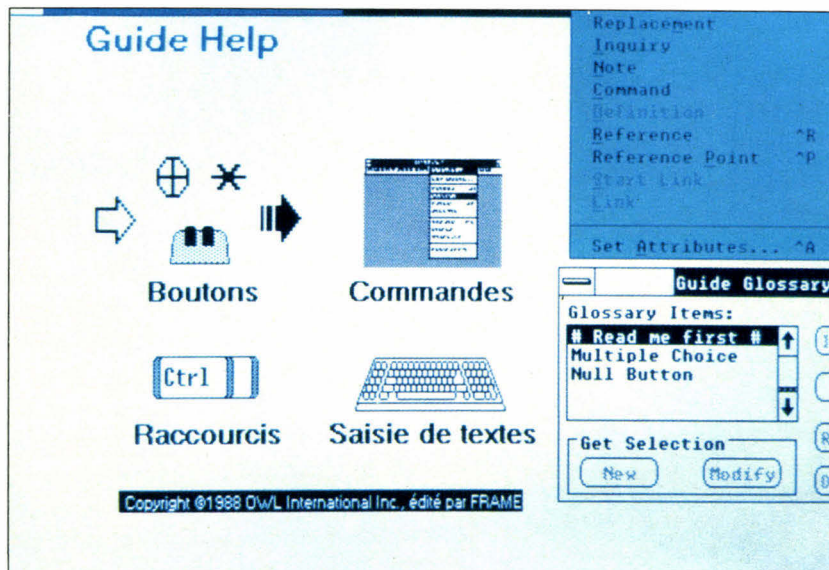 Guide Help
Boutons
Commandes
Ctrl
Raccourcis
Saisie de textes
Copyright ©1988 OWL International Inc., édité par FRAME
Replacement
Inquiry
Note
Command
Definition
Reference ^R
Reference Point ^P
Start Link
Link
Set Attributes... ^A
Guide Glossary
Glossary Items:
# Read me first #
Multiple Choice
Null Button
Get Selection
New Modify